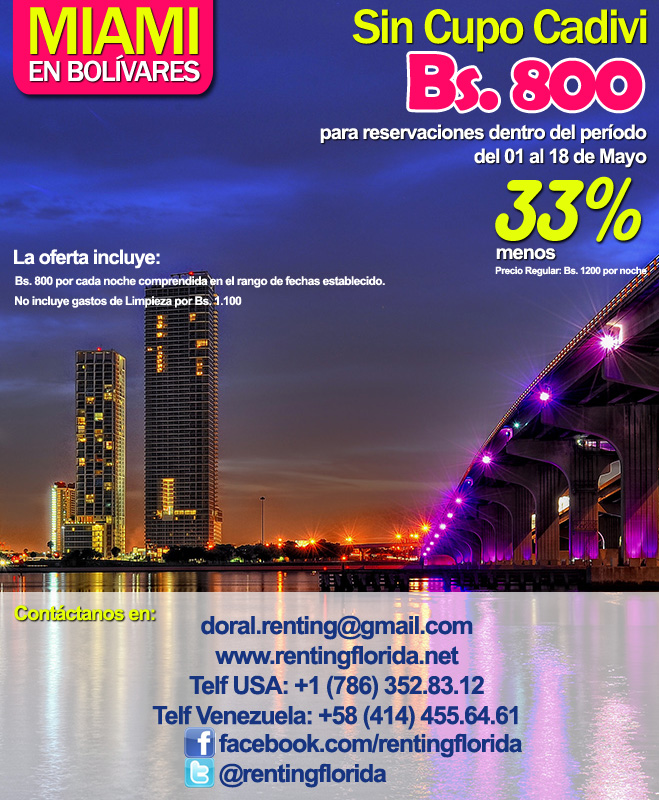 MIAMI
EN BOLÍVARES
Sin Cupo Cadivi
Bs. 800
para reservaciones dentro del período
del 01 al 18 de Mayo
33%
menos
Precio Regular: Bs. 1200 por noche
La oferta incluye:
Bs. 800 por cada noche comprendida en el rango de fechas establecido.
No incluye gastos de Limpieza por Bs. 1.100
Contáctanos en:
doral.renting@gmail.com
www.rentingflorida.net
Telf USA: +1 (786) 352.83.12
Telf Venezuela: +58 (414) 455.64.61
facebook.com/rentingflorida
@rentingflorida